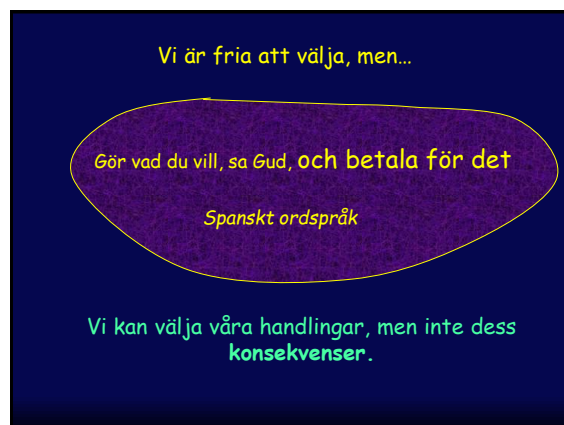 Vi är fria att välja, men…
Gör vad du vill, sa Gud, och betala för det
Spanskt ordspråk
Vi kan välja våra handlingar, men inte dess
konsekvenser.